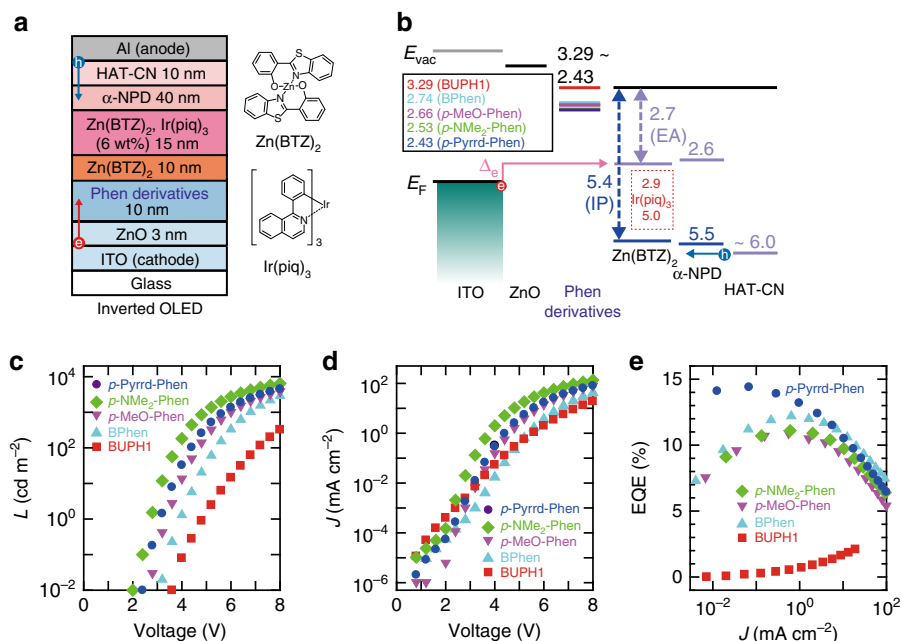 a
Al (anode)
h
HAT-CN 10 nm
α-NPD 40 nm
Zn(BTZ)2, Ir(piq)3
(6 wt%) 15 nm
Zn(BTZ)2 10 nm
Phen derivatives
10 nm
ZnO 3 nm
e
ITO (cathode)
Glass
Inverted OLED
S
N
O
Zn
O
N
S
Zn(BTZ)2
Ir
N
3
Ir(piq)3
b
Evac
3.29 ~
2.43
3.29 (BUPH1)
2.74 (BPhen)
2.66 (p-MeO-Phen)
2.53 (p-NMe2-Phen)
2.43 (p-Pyrrd-Phen)
Δe
EF
e
5.4
(IP)
2.7
(EA)
2.6
2.9
Ir(piq)3
5.0
5.5
~ 6.0
h
Zn(BTZ)2
α-NPD
HAT-CN
ITO
ZnO
Phen
derivatives
c
L (cd m−2)
10^4
10^2
10^0
10^−2
p-Pyrrd-Phen
p-NMe2-Phen
p-MeO-Phen
BPhen
BUPH1
0 2 4 6 8
Voltage (V)
d
J (mA cm−2)
10^2
10^0
10^−2
10^−4
10^−6
p-Pyrrd-Phen
p-NMe2-Phen
p-MeO-Phen
BPhen
BUPH1
0 2 4 6 8
Voltage (V)
e
EQE (%)
15
10
5
0
p-Pyrrd-Phen
p-NMe2-Phen
p-MeO-Phen
BPhen
BUPH1
10^−2 10^0 10^2
J (mA cm−2)